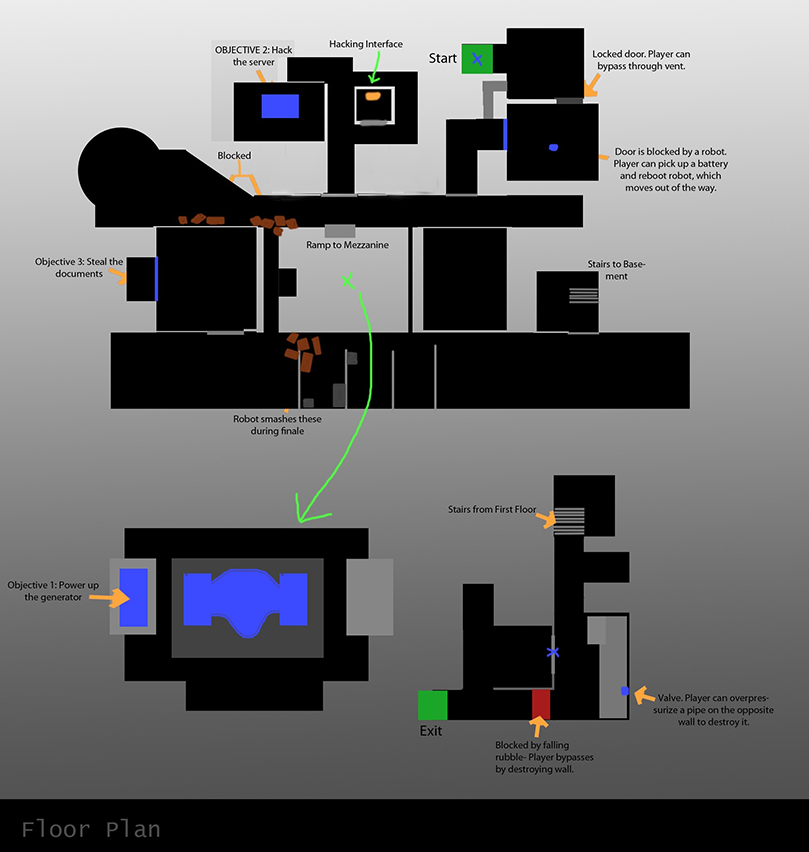 OBJECTIVE 2: Hack
the server
Hacking Interface
Start
Locked door. Player can
bypass through vent.
Door is blocked by a robot.
Player can pick up a battery
and reboot robot, which
moves out of the way.
Blocked
Ramp to Mezzanine
Objective 3: Steal the
documents
Stairs to Base-
ment
Robot smashes these
during finale
Stairs from First Floor
Objective 1: Power up
the generator
Valve. Player can overpres-
surize a pipe on the opposite
wall to destroy it.
Exit
Blocked by falling
rubble- Player bypasses
by destroying wall.
Floor Plan